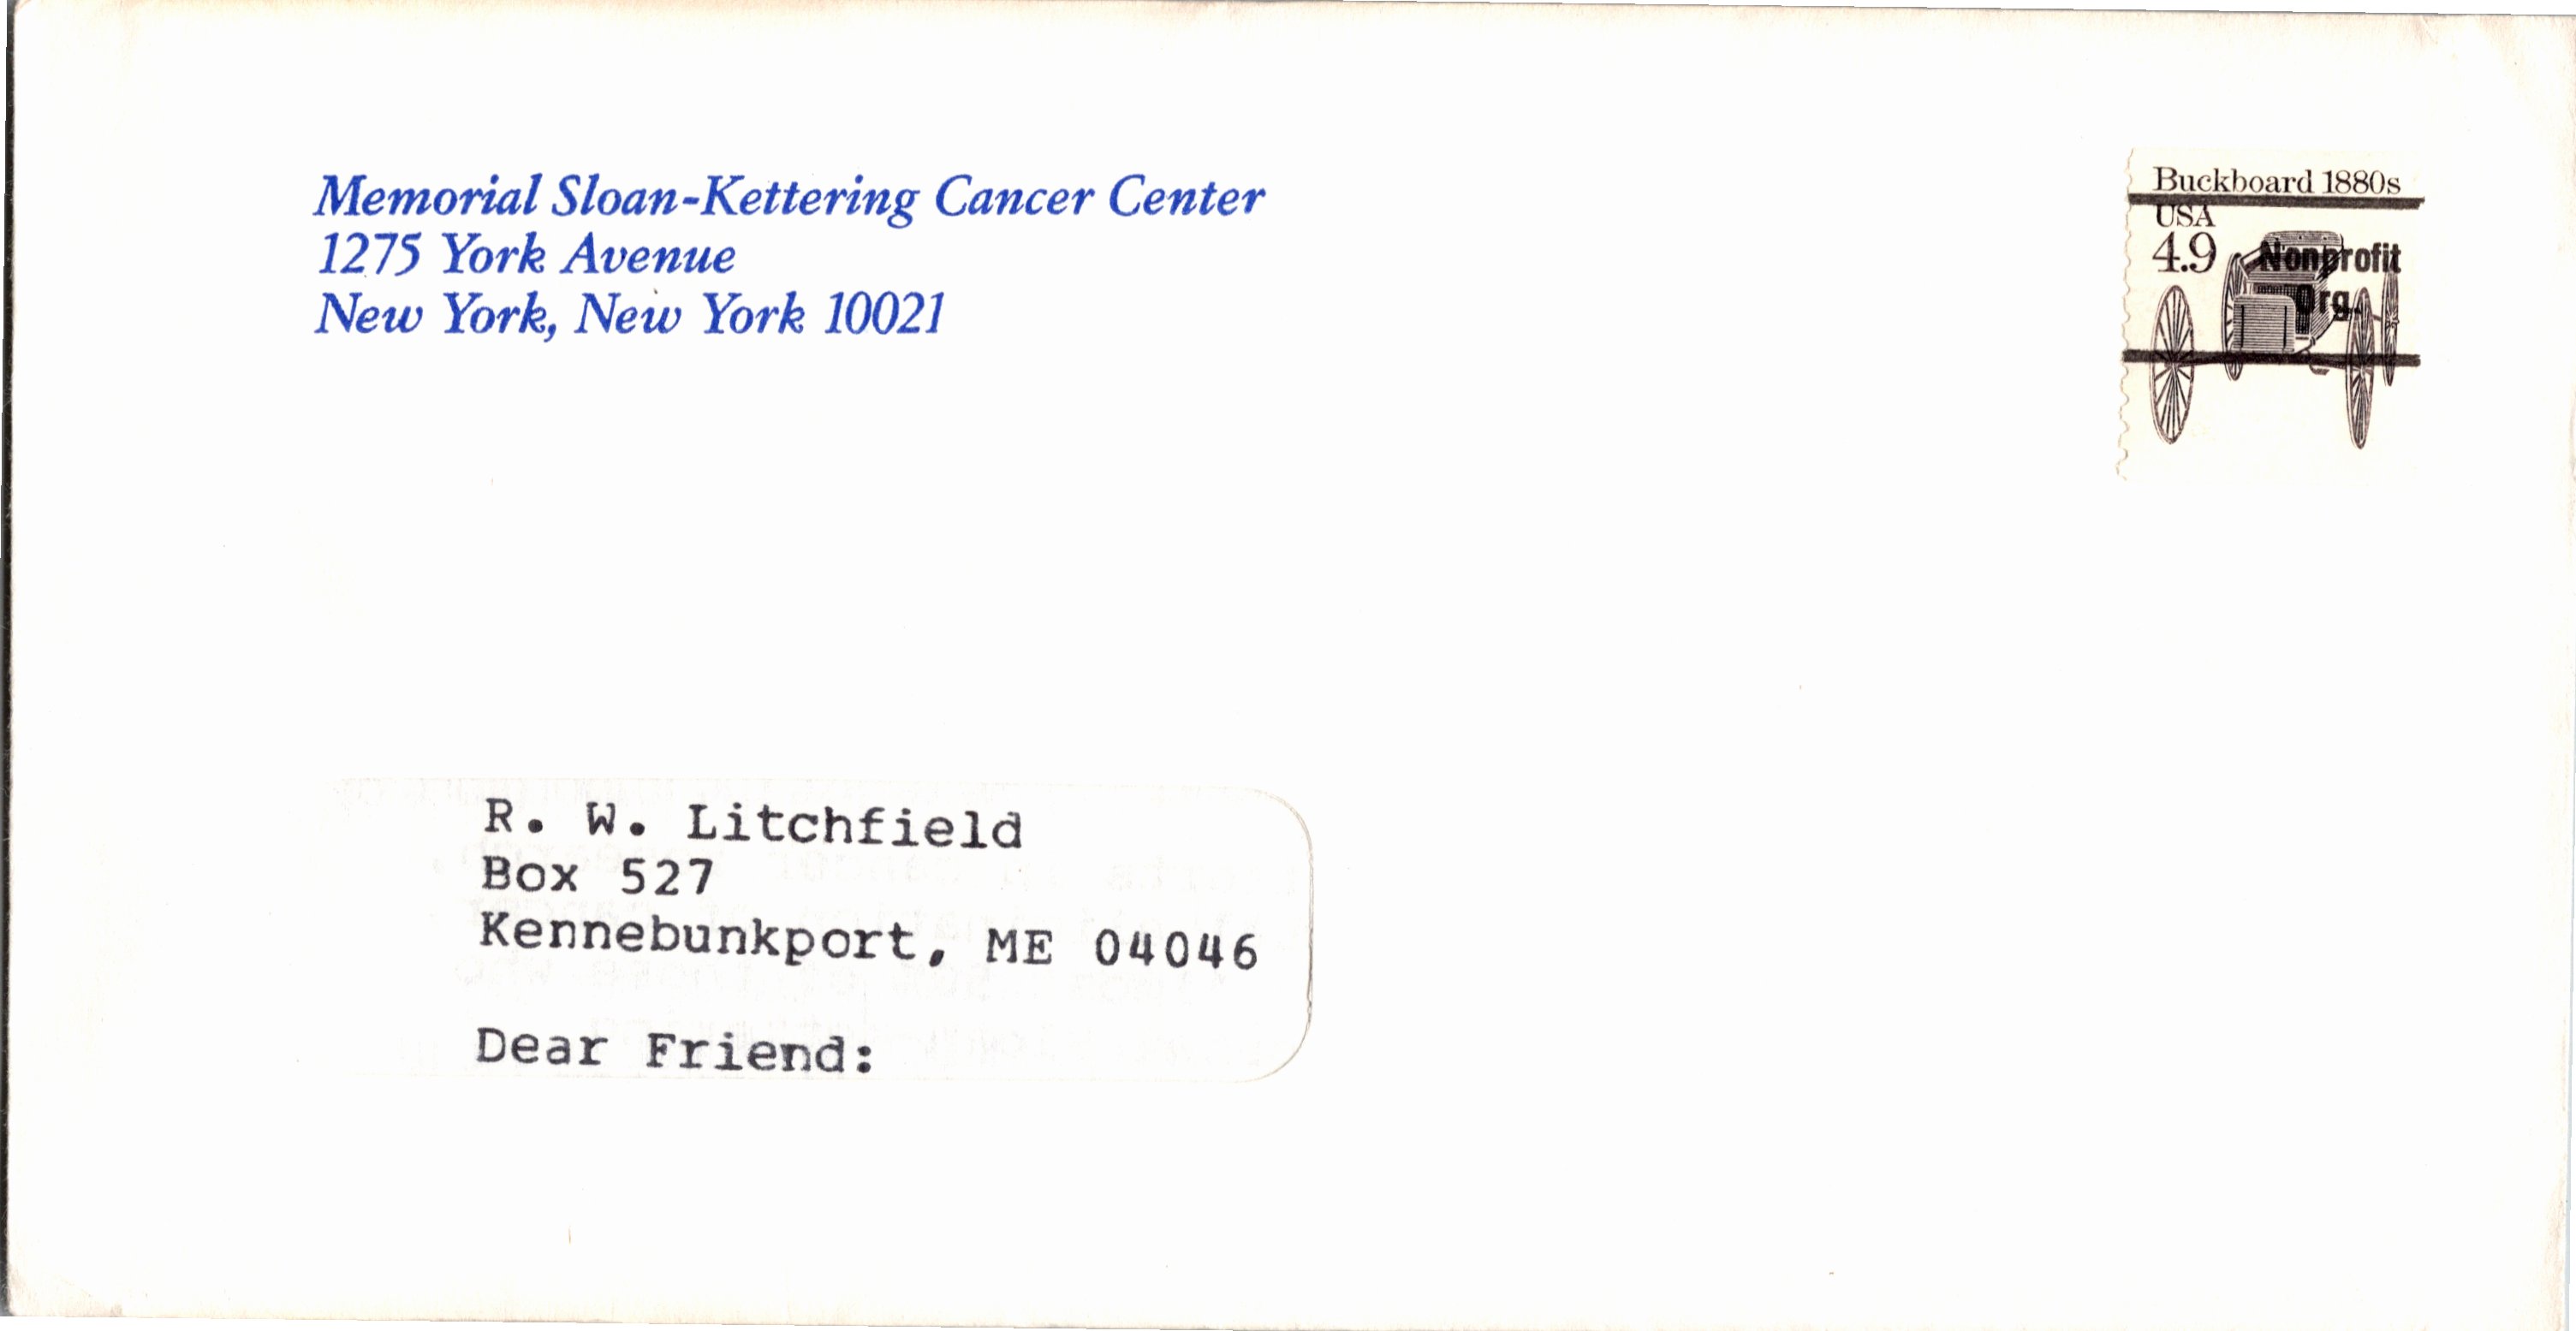 Memorial Sloan-Kettering Cancer Center
1275 York Avenue
New York, New York 10021
Buckboard 1880s
USA
4.9
Nonprofit
Org.
R. W. Litchfield
Box 527
Kennebunkport, ME 04046
Dear Friend: